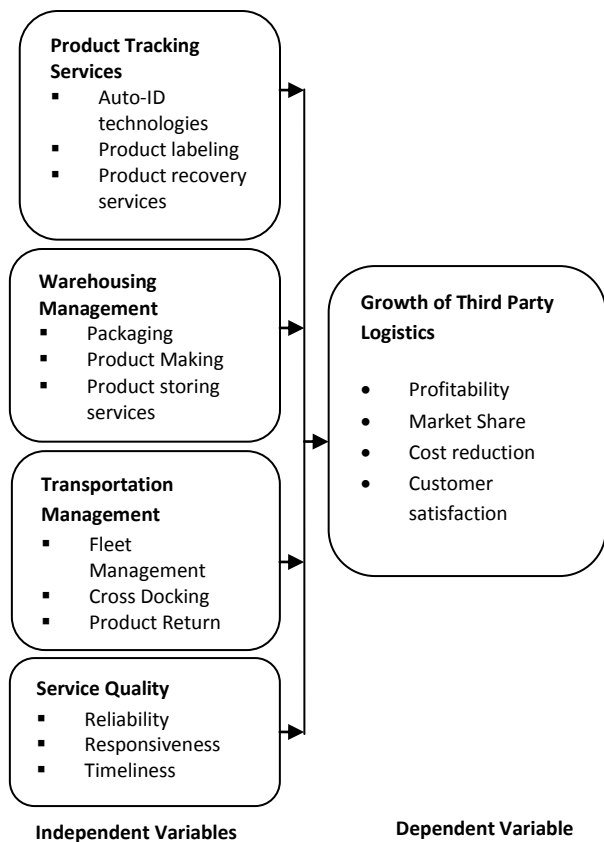 Product Tracking
Services
▪ Auto-ID
technologies
▪ Product labeling
▪ Product recovery
services
Warehousing
Management
▪ Packaging
▪ Product Making
▪ Product storing
services
Transportation
Management
▪ Fleet
Management
▪ Cross Docking
▪ Product Return
Service Quality
▪ Reliability
▪ Responsiveness
▪ Timeliness
Independent Variables
Growth of Third Party
Logistics
● Profitability
● Market Share
● Cost reduction
● Customer
satisfaction
Dependent Variable